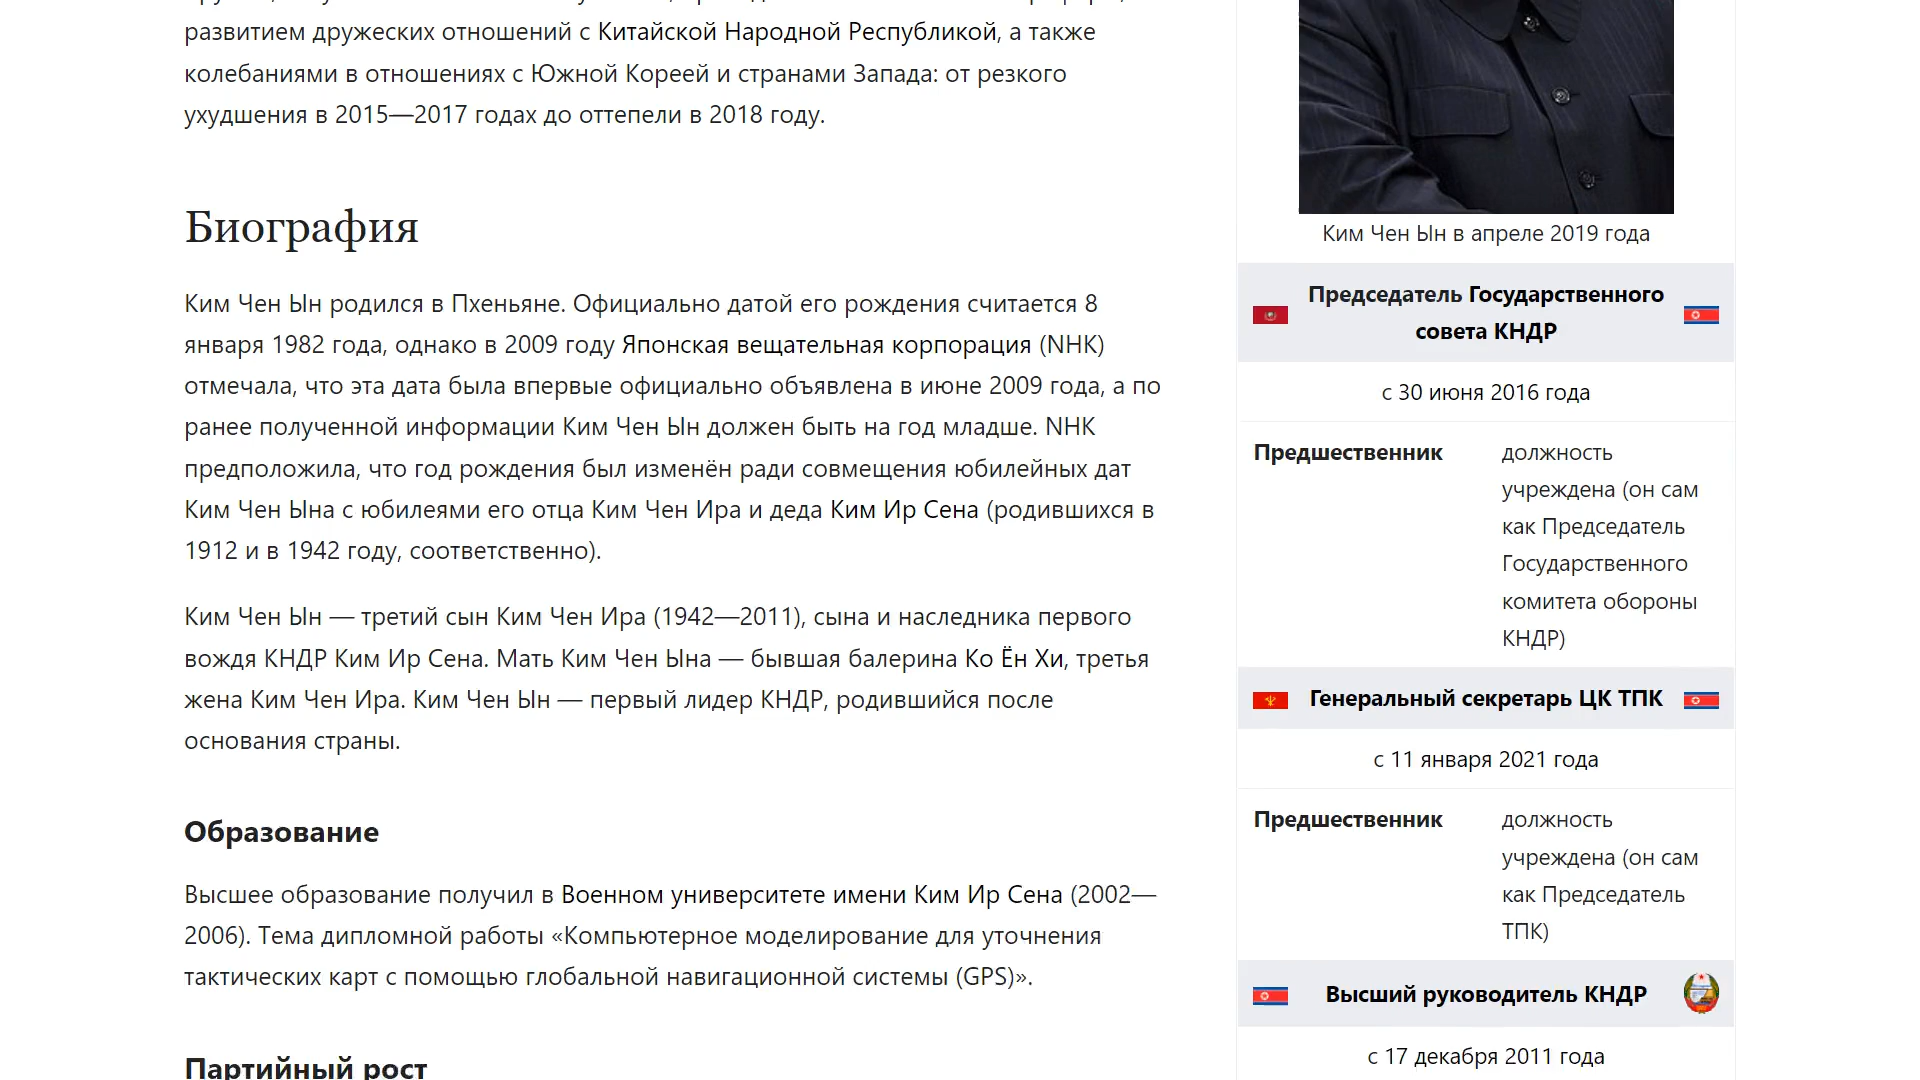 развитием дружеских отношений с Китайской Народной Республикой, а также
колебаниями в отношениях с Южной Кореей и странами Запада: от резкого
ухудшения в 2015—2017 годах до оттепели в 2018 году.
Биография
Ким Чен Ын родился в Пхеньяне. Официально датой его рождения считается 8
января 1982 года, однако в 2009 году Японская вещательная корпорация (NHK)
отмечала, что эта дата была впервые официально объявлена в июне 2009 года, а по
ранее полученной информации Ким Чен Ын должен быть на год младше. NHK
предположила, что год рождения был изменён ради совмещения юбилейных дат
Ким Чен Ына с юбилеями его отца Ким Чен Ира и деда Ким Ир Сена (родившихся в
1912 и в 1942 году, соответственно).
Ким Чен Ын — третий сын Ким Чен Ира (1942—2011), сына и наследника первого
вождя КНДР Ким Ир Сена. Мать Ким Чен Ына — бывшая балерина Ко Ён Хи, третья
жена Ким Чен Ира. Ким Чен Ын — первый лидер КНДР, родившийся после
основания страны.
Образование
Высшее образование получил в Военном университете имени Ким Ир Сена (2002—
2006). Тема дипломной работы «Компьютерное моделирование для уточнения
тактических карт с помощью глобальной навигационной системы (GPS)».
Партийный рост
Ким Чен Ын в апреле 2019 года
Председатель Государственного
совета КНДР
с 30 июня 2016 года
Предшественник
должность
учреждена (он сам
как Председатель
Государственного
комитета обороны
КНДР)
Генеральный секретарь ЦК ТПК
с 11 января 2021 года
Предшественник
должность
учреждена (он сам
как Председатель
ТПК)
Высший руководитель КНДР
с 17 декабря 2011 года